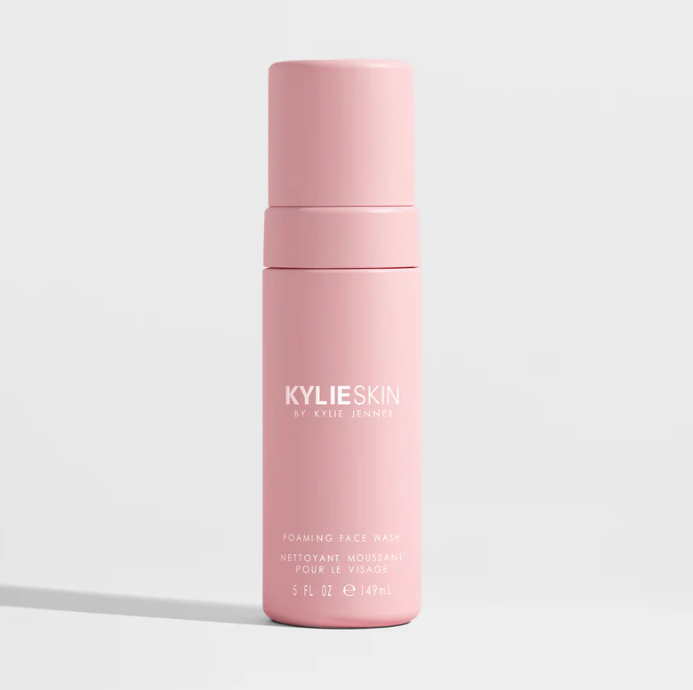 KYLIESKIN
BY KYLIE JENNER
FOAMING FACE WASH
NETTOYANT MOUSSANT
POUR LE VISAGE
5 FL OZ ℮ 149mL